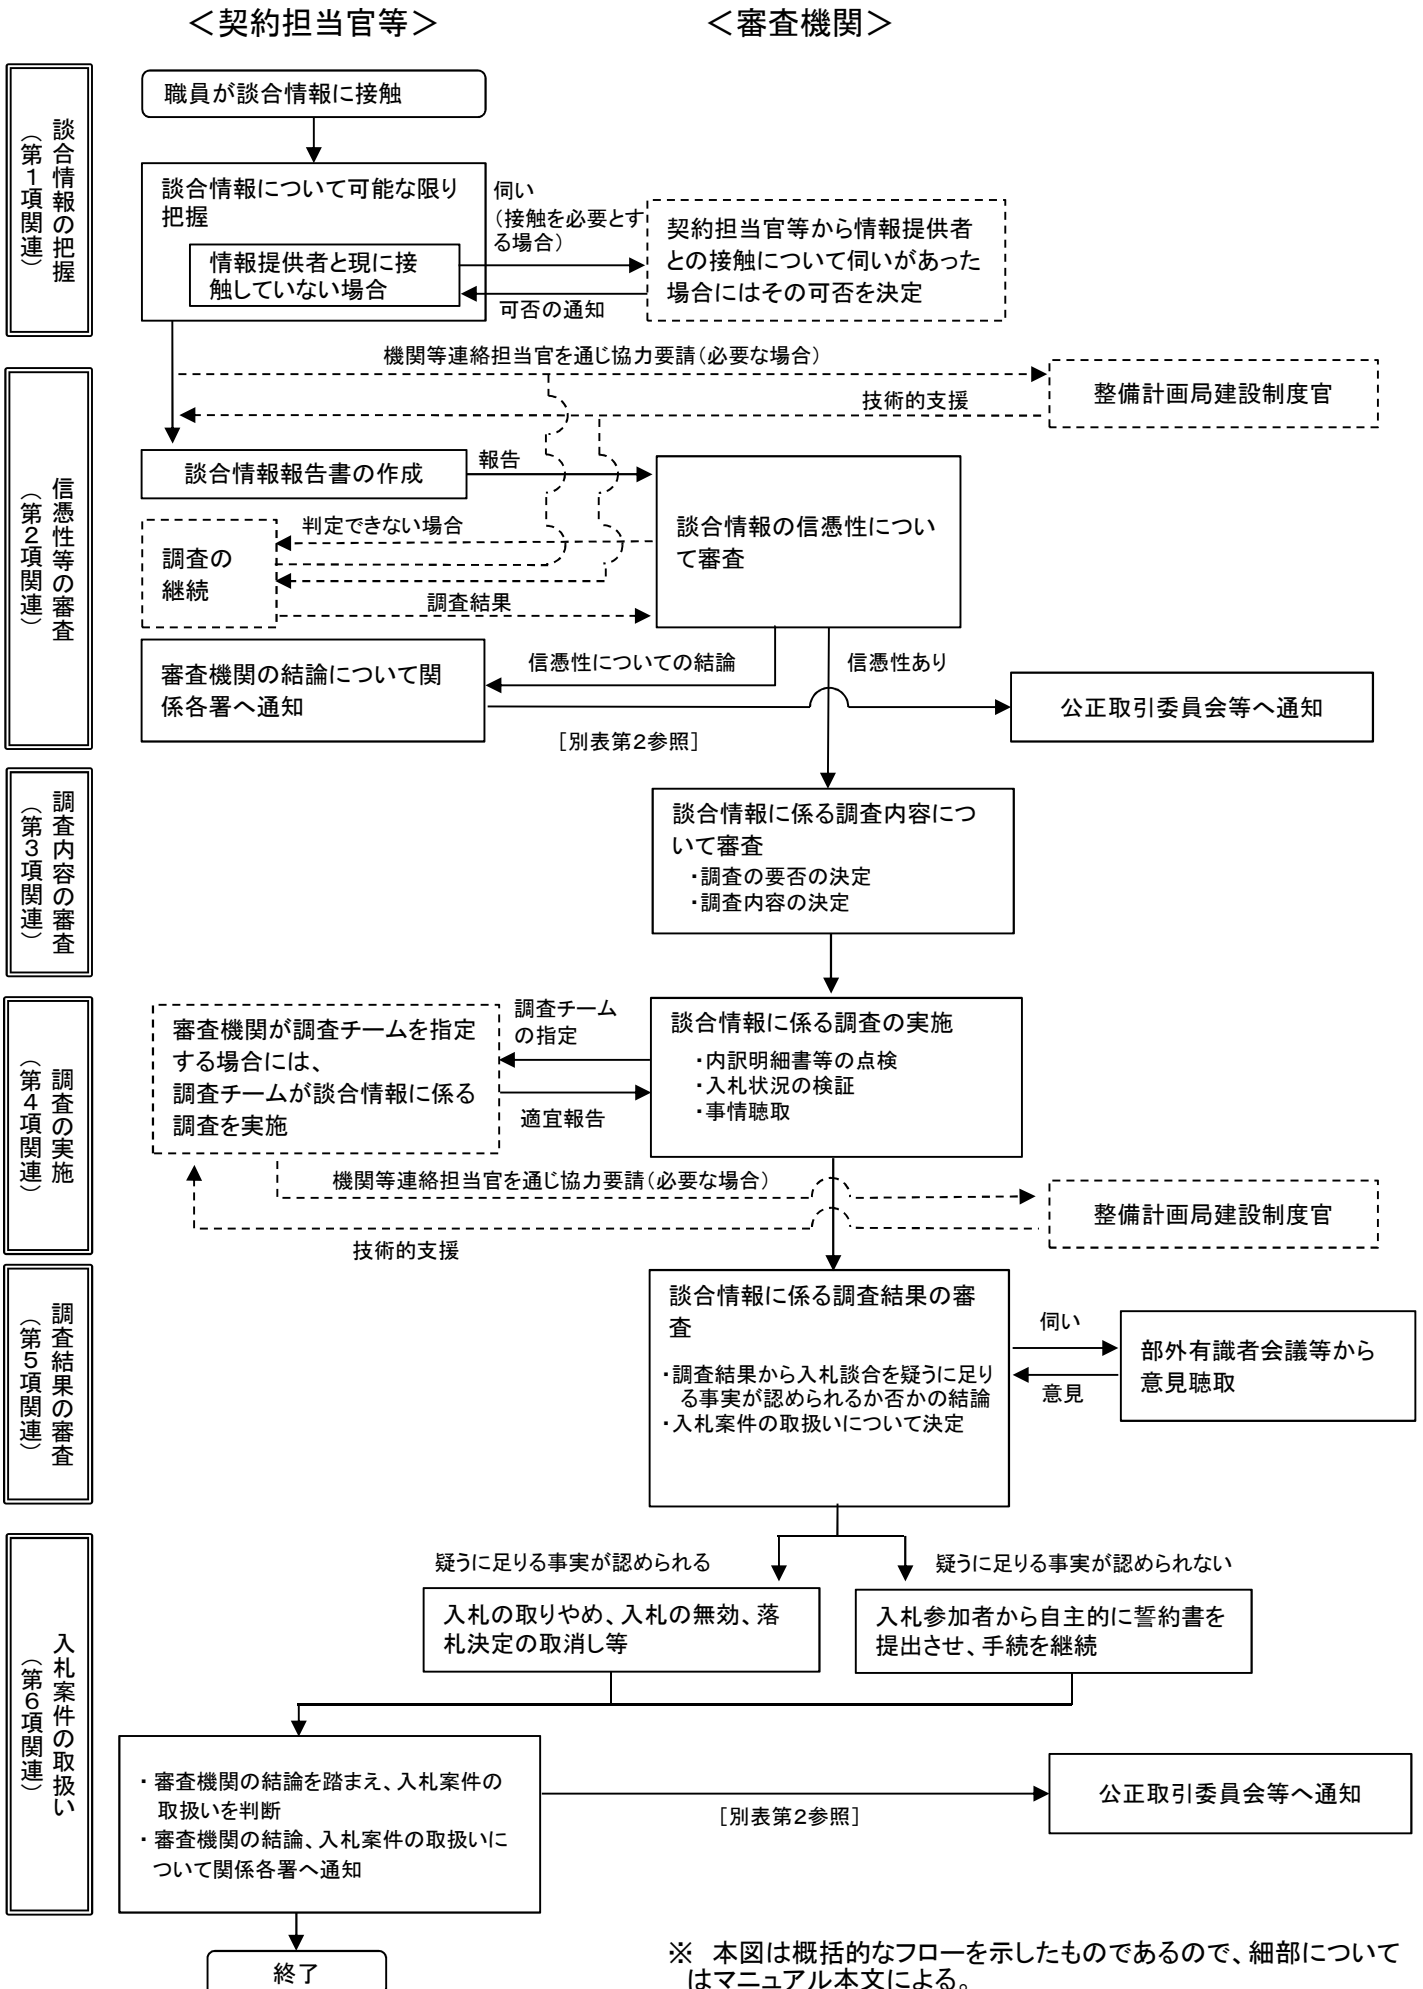 ＜契約担当官等＞
＜審査機関＞
談合情報の把握
（第１項関連）
職員が談合情報に接触
談合情報について可能な限り
把握
情報提供者と現に接
触していない場合
伺い
（接触を必要とす
る場合）
可否の通知
契約担当官等から情報提供者
との接触について伺いがあった
場合にはその可否を決定
信憑性等の審査
（第２項関連）
機関等連絡担当官を通じ協力要請（必要な場合）
技術的支援
整備計画局建設制度官
談合情報報告書の作成
報告
談合情報の信憑性につい
て審査
判定できない場合
調査の
継続
調査結果
審査機関の結論について関
係各署へ通知
信憑性についての結論
信憑性あり
公正取引委員会等へ通知
［別表第２参照］
調査内容の審査
（第３項関連）
談合情報に係る調査内容につ
いて審査
・調査の要否の決定
・調査内容の決定
調査の実施
（第４項関連）
審査機関が調査チームを指定
する場合には、
調査チームが談合情報に係る
調査を実施
調査チーム
の指定
適宜報告
談合情報に係る調査の実施
・内訳明細書等の点検
・入札状況の検証
・事情聴取
機関等連絡担当官を通じ協力要請（必要な場合）
技術的支援
整備計画局建設制度官
調査結果の審査
（第５項関連）
談合情報に係る調査結果の審
査
・調査結果から入札談合を疑うに足り
る事実が認められるか否かの結論
・入札案件の取扱いについて決定
伺い
意見
部外有識者会議等から
意見聴取
入札案件の取扱い
（第６項関連）
疑うに足りる事実が認められる
疑うに足りる事実が認められない
入札の取りやめ、入札の無効、落
札決定の取消し等
入札参加者から自主的に誓約書を
提出させ、手続を継続
・審査機関の結論を踏まえ、入札案件の
取扱いを判断
・審査機関の結論、入札案件の取扱いに
ついて関係各署へ通知
［別表第２参照］
公正取引委員会等へ通知
終了
※　本図は概括的なフローを示したものであるので、細部について
はマニュアル本文による。